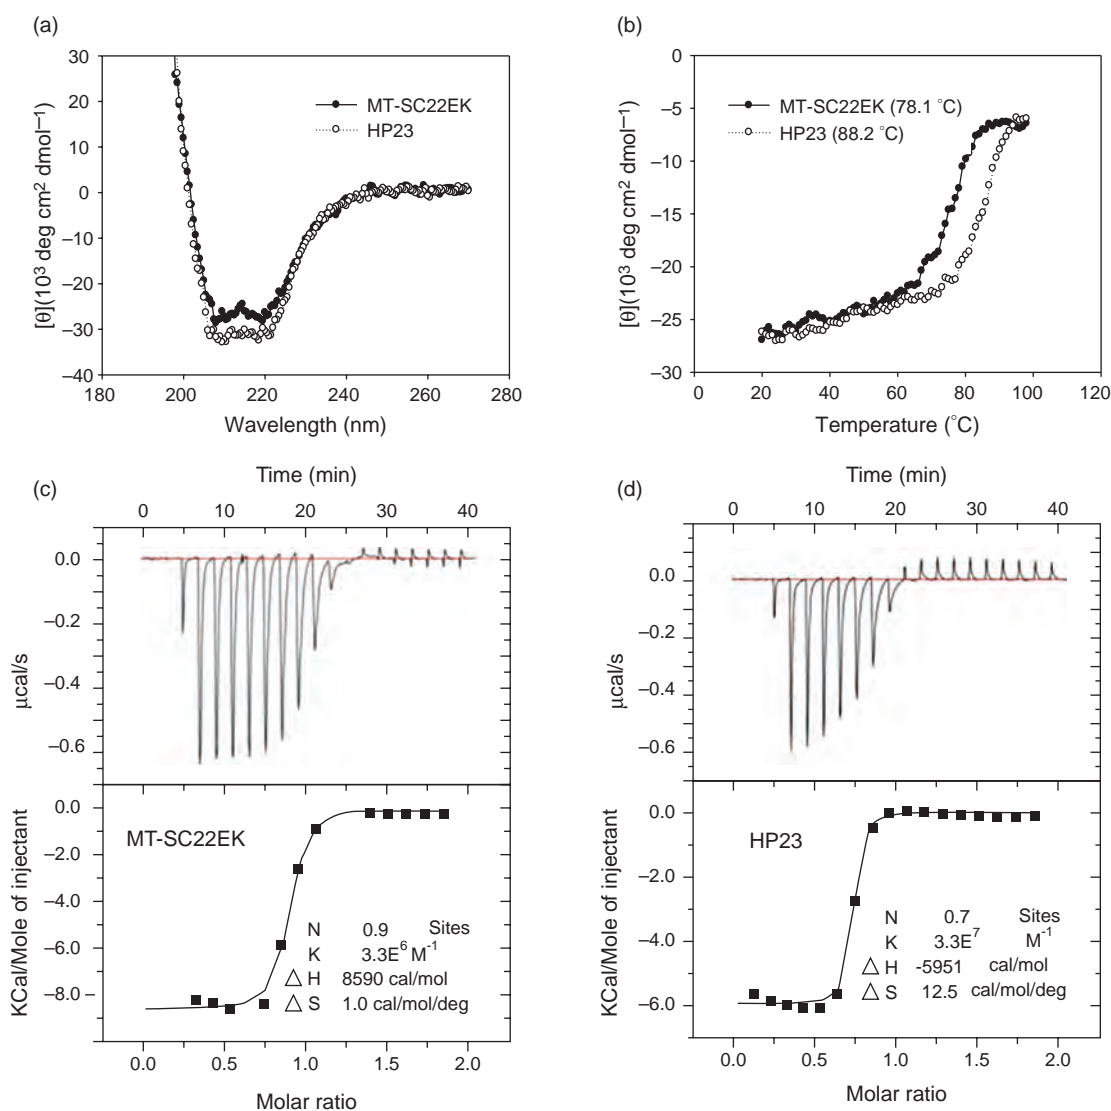 (a)
30
20
10
0
–10
–20
–30
–40
[θ](10³ deg cm2 dmol–1)
MT-SC22EK
HP23
180 200 220 240 260 280
Wavelength (nm)
(b)
0
–5
–10
–15
–20
–25
–30
[θ](10³ deg cm2 dmol–1)
MT-SC22EK (78.1 °C)
HP23 (88.2 °C)
0 20 40 60 80 100 120
Temperature (°C)
(c)
Time (min)
0 10 20 30 40
0.0
–0.2
–0.4
–0.6
µcal/s
0.0
–2.0
–4.0
–6.0
–8.0
KCal/Mole of injectant
MT-SC22EK
N 0.9 Sites
K 3.3E⁶ M⁻¹
△ H 8590 cal/mol
△ S 1.0 cal/mol/deg
0.0 0.5 1.0 1.5 2.0
Molar ratio
(d)
Time (min)
0 10 20 30 40
0.0
–0.2
–0.4
–0.6
µcal/s
0.0
–2.0
–4.0
–6.0
KCal/Mole of injectant
HP23
N 0.7 Sites
K 3.3E⁷ M⁻¹
△ H -5951 cal/mol
△ S 12.5 cal/mol/deg
0.0 0.5 1.0 1.5 2.0
Molar ratio